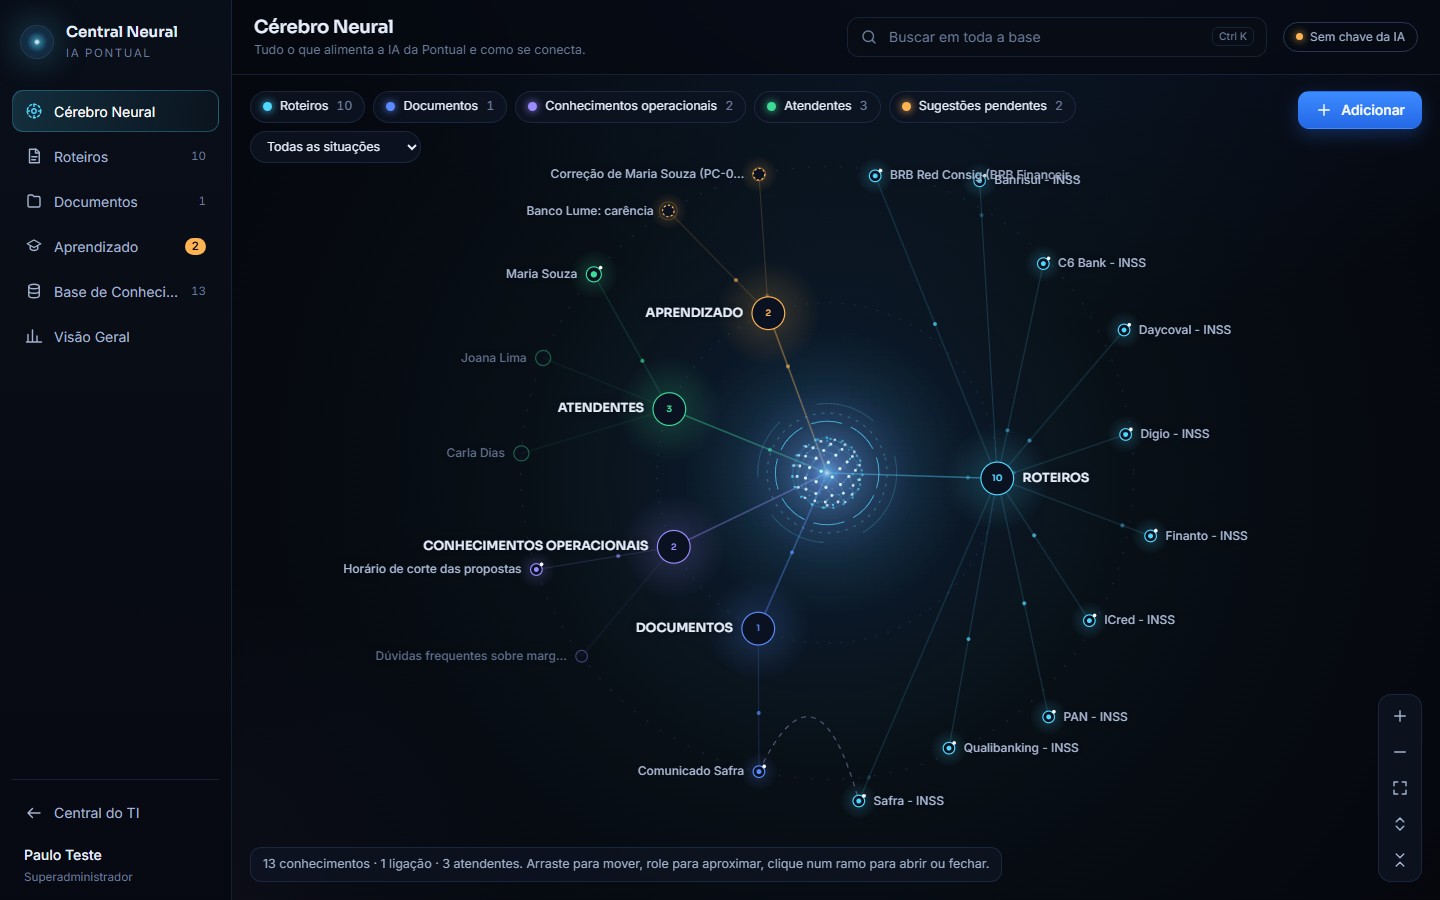 Central Neural
IA PONTUAL
Cérebro Neural
Roteiros 10
Documentos 1
Aprendizado 2
Base de Conheci... 13
Visão Geral
Central do TI
Paulo Teste
Superadministrador
Cérebro Neural
Tudo o que alimenta a IA da Pontual e como se conecta.
Buscar em toda a base
Ctrl K
Sem chave da IA
Roteiros 10
Documentos 1
Conhecimentos operacionais 2
Atendentes 3
Sugestões pendentes 2
Adicionar
Todas as situações
Correção de Maria Souza (PC-0...
BRB Red Consig (BRB Financeir...
Banrisul - INSS
Banco Lume: carência
C6 Bank - INSS
Maria Souza
APRENDIZADO
2
Daycoval - INSS
Joana Lima
ATENDENTES
3
Digio - INSS
Carla Dias
10
ROTEIROS
Finanto - INSS
CONHECIMENTOS OPERACIONAIS
2
Horário de corte das propostas
ICred - INSS
DOCUMENTOS
1
Dúvidas frequentes sobre marg...
PAN - INSS
Qualibanking - INSS
Comunicado Safra
Safra - INSS
13 conhecimentos · 1 ligação · 3 atendentes. Arraste para mover, role para aproximar, clique num ramo para abrir ou fechar.